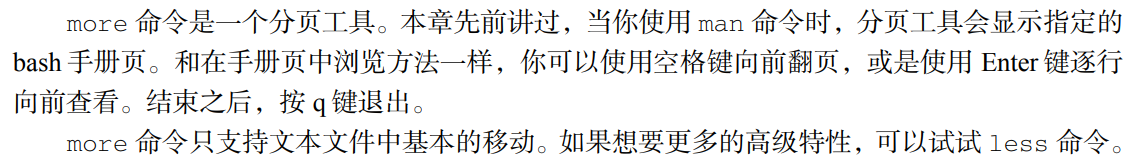 more 命令是一个分页工具。本章先前讲过，当你使用 man 命令时，分页工具会显示指定的
bash 手册页。和在手册页中浏览方法一样，你可以使用空格键向前翻页，或是使用 Enter 键逐行
向前查看。结束之后，按 q 键退出。
more 命令只支持文本文件中基本的移动。如果想要更多的高级特性，可以试试 less 命令。